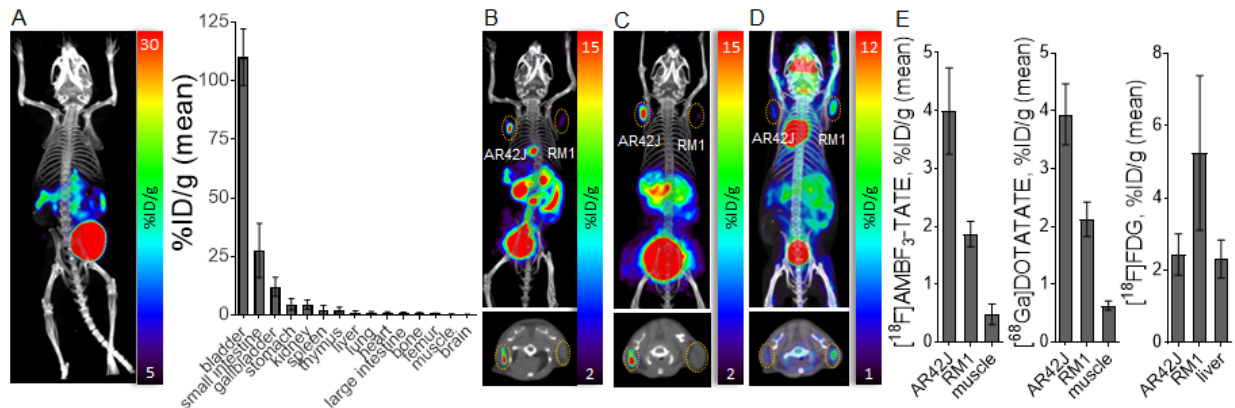 A
30
%ID/g
5
%ID/g (mean)
125
100
75
50
25
0
bladder
small intestine
gallbladder
stomach
kidney
spleen
thymus
liver
lung
heart
large intestine
bone
femur
muscle
brain
B
AR42J
RM1
15
%ID/g
2
C
AR42J
RM1
15
%ID/g
2
D
AR42J
RM1
12
%ID/g
1
E
[¹⁸F]AMBF₃-TATE, %ID/g (mean)
5
4
3
2
1
0
AR42J
RM1
muscle
[⁶⁸Ga]DOTATATE, %ID/g (mean)
5
4
3
2
1
0
AR42J
RM1
muscle
[¹⁸F]FDG, %ID/g (mean)
8
6
4
2
0
AR42J
RM1
liver